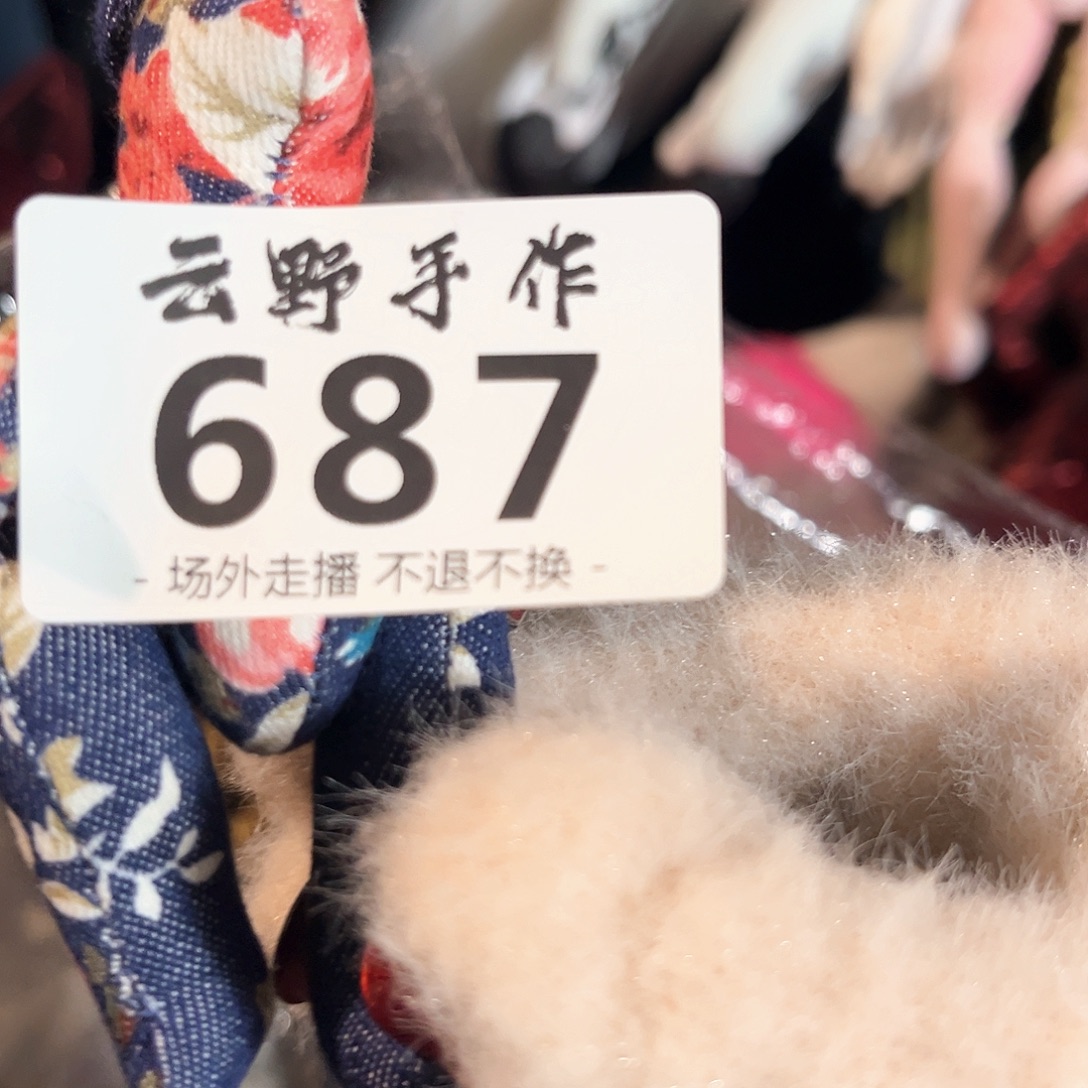 云野手作
687
- 场外走播 不退不换 -